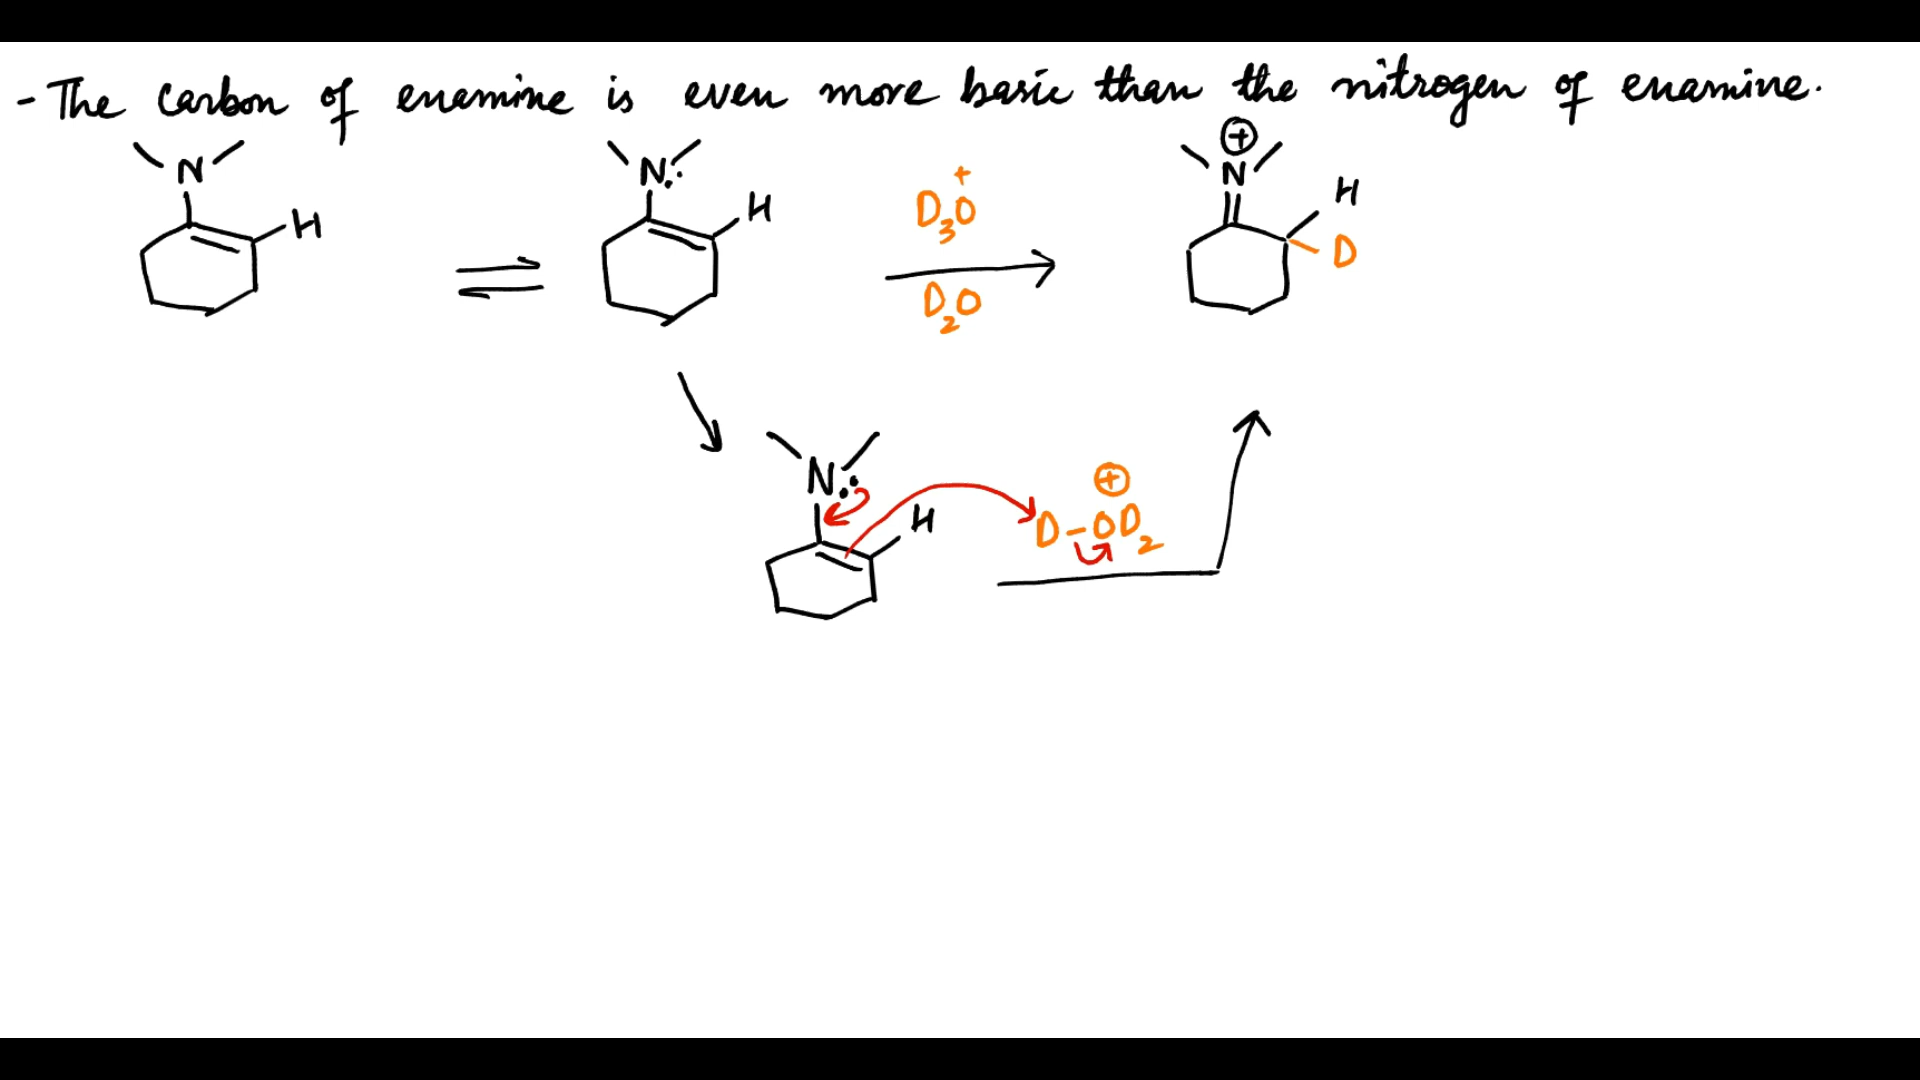 - The carbon of enamine is even more basic than the nitrogen of enamine.
N H
N: H
D3O+
D2O
⊕
N H
D
N: H
⊕
D-OD2